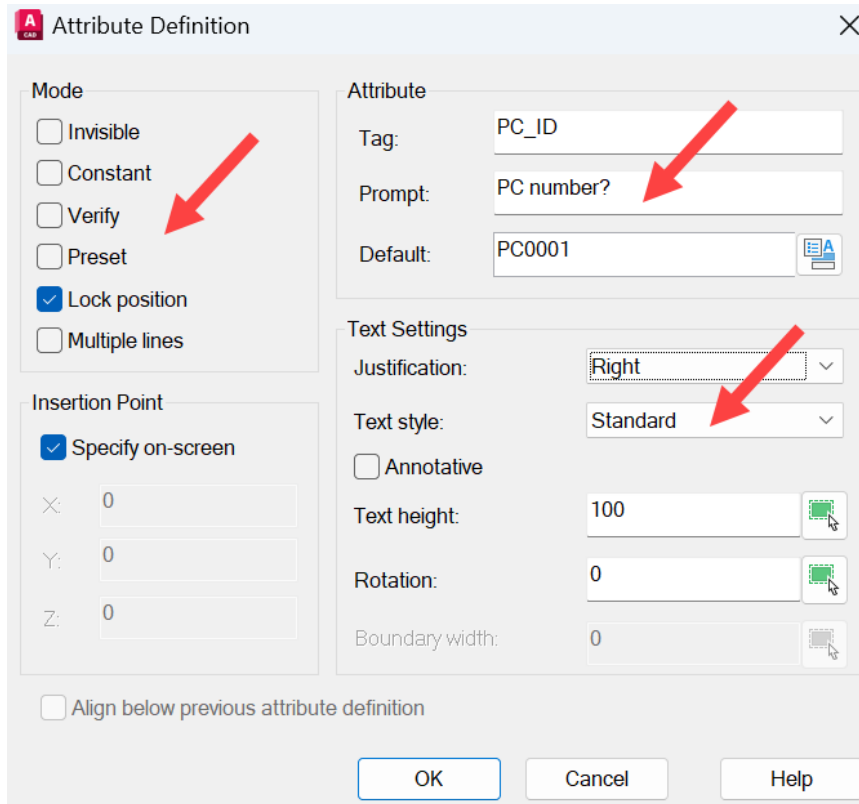 A
CAD
Attribute Definition
Mode
Invisible
Constant
Verify
Preset
Lock position
Multiple lines
Insertion Point
Specify on-screen
X: 0
Y: 0
Z: 0
Attribute
Tag: PC_ID
Prompt: PC number?
Default: PC0001
A
Text Settings
Justification: Right
Text style: Standard
Annotative
Text height: 100
Rotation: 0
Boundary width: 0
Align below previous attribute definition
OK Cancel Help